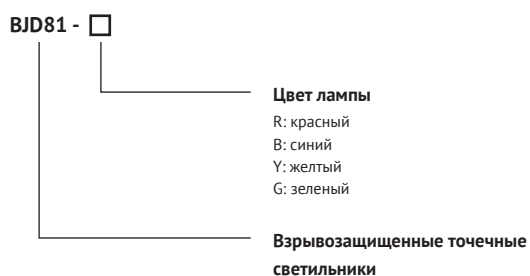 BJD81 - □
Цвет лампы
R: красный
B: синий
Y: желтый
G: зеленый
Взрывозащищенные точечные
светильники